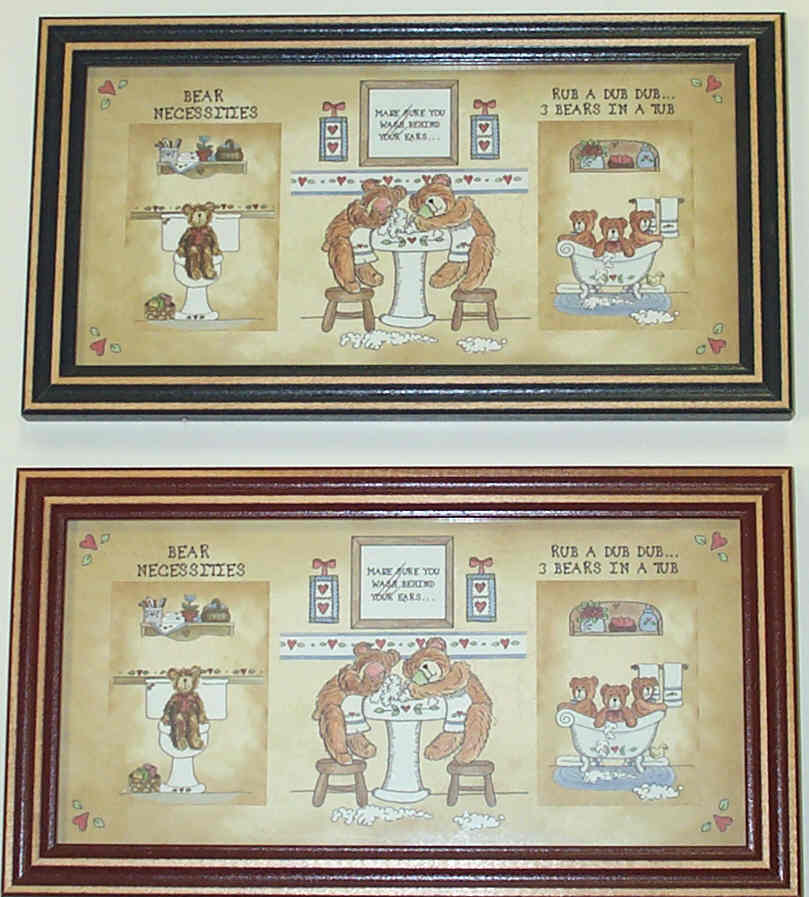 BEAR
NECESSITIES
MAKE SURE YOU
WASH BEHIND
YOUR EARS...
RUB A DUB DUB...
3 BEARS IN A TUB
BEAR
NECESSITIES
MAKE SURE YOU
WASH BEHIND
YOUR EARS...
RUB A DUB DUB...
3 BEARS IN A TUB